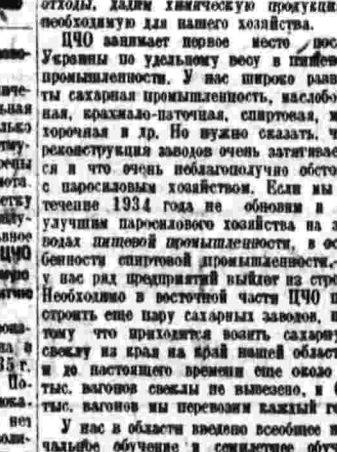 отходы, дадим химическую продукци
необходимую для нашего хозяйства.
ЦЧО занимает первое место пос
Украины по удельному весу в пищев
промышленности. У нас широко разв
ты сахарная промышленность, маслобо
ная, крахмало-паточная, спиртовая, м
хорочная и др. Но нужно сказать, ч
реконструкция заводов очень затягивае
ся и что очень неблагополучно обсто
с паросиловым хозяйством. Если мы
течение 1934 года не обновим и
улучшим паросилового хозяйства на з
водах пищевой промышленности, в осо
бенности спиртовой промышленности,
у нас ряд предприятий выйдет из стр
Необходимо в восточной части ЦЧО п
строить еще пару сахарных заводов, п
тому что приходится возить сахарну
свеклу из края на край нашей област
и до настоящего времени еще около
тыс. вагонов свеклы не вывезено, и
тыс. вагонов мы перевозим каждый г
У нас в области введено всеобщее н
чальное обучение и семилетнее обуч